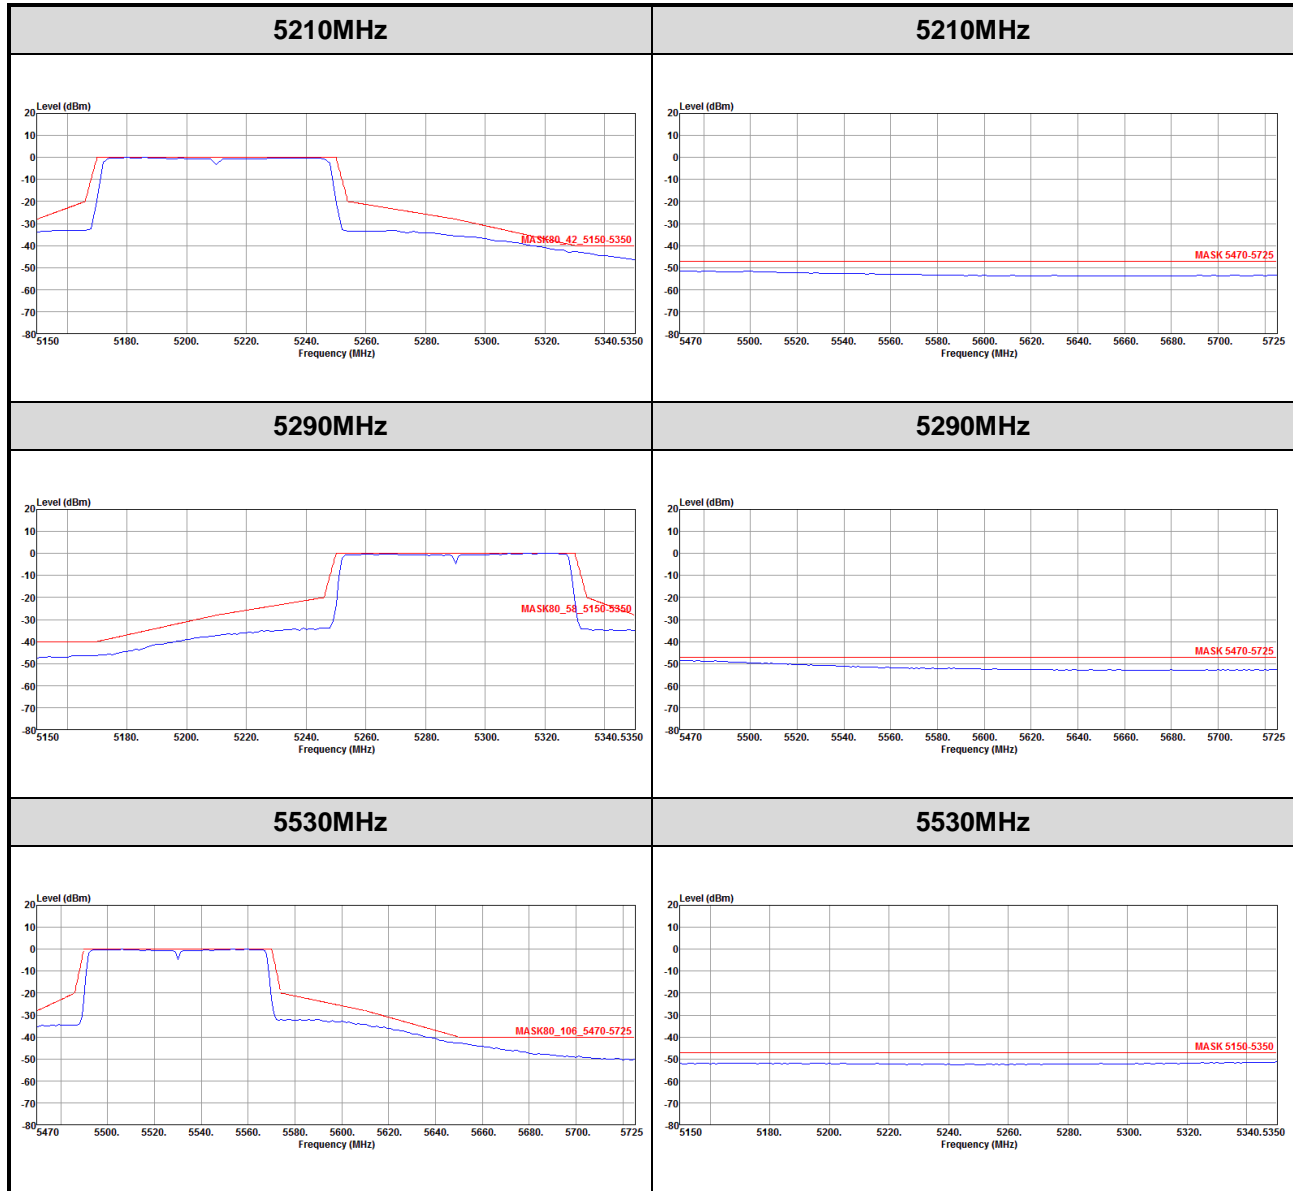 5210MHz
5210MHz
Level (dBm)
20
10
0
-10
-20
-30
-40
-50
-60
-70
-80
MASK80_42_5150-5350
5150 5180. 5200. 5220. 5240. 5260. 5280. 5300. 5320. 5340.5350
Frequency (MHz)
Level (dBm)
20
10
0
-10
-20
-30
-40
-50
-60
-70
-80
MASK 5470-5725
5470 5500. 5520. 5540. 5560. 5580. 5600. 5620. 5640. 5660. 5680. 5700. 5725
Frequency (MHz)
5290MHz
5290MHz
Level (dBm)
20
10
0
-10
-20
-30
-40
-50
-60
-70
-80
MASK80_58_5150-5350
5150 5180. 5200. 5220. 5240. 5260. 5280. 5300. 5320. 5340.5350
Frequency (MHz)
Level (dBm)
20
10
0
-10
-20
-30
-40
-50
-60
-70
-80
MASK 5470-5725
5470 5500. 5520. 5540. 5560. 5580. 5600. 5620. 5640. 5660. 5680. 5700. 5725
Frequency (MHz)
5530MHz
5530MHz
Level (dBm)
20
10
0
-10
-20
-30
-40
-50
-60
-70
-80
MASK80_106_5470-5725
5470 5500. 5520. 5540. 5560. 5580. 5600. 5620. 5640. 5660. 5680. 5700. 5725
Frequency (MHz)
Level (dBm)
20
10
0
-10
-20
-30
-40
-50
-60
-70
-80
MASK 5150-5350
5150 5180. 5200. 5220. 5240. 5260. 5280. 5300. 5320. 5340.5350
Frequency (MHz)